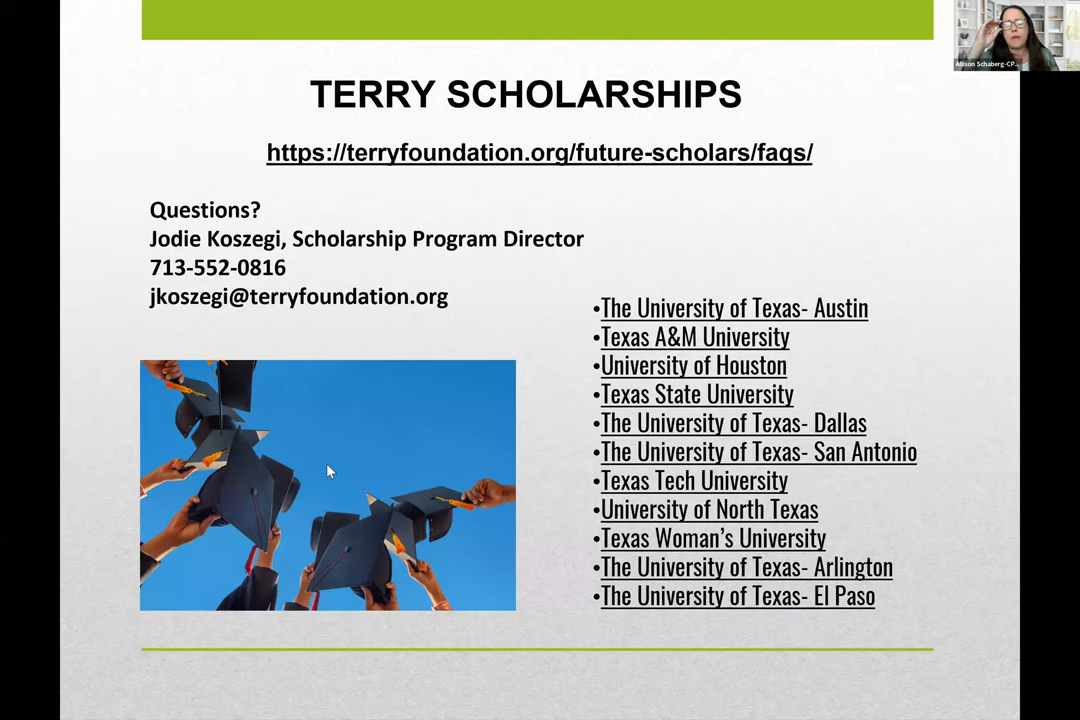 Allison Schaberg-CP...
TERRY SCHOLARSHIPS
https://terryfoundation.org/future-scholars/faqs/
Questions?
Jodie Koszegi, Scholarship Program Director
713-552-0816
jkoszegi@terryfoundation.org
•The University of Texas- Austin
•Texas A&M University
•University of Houston
•Texas State University
•The University of Texas- Dallas
•The University of Texas- San Antonio
•Texas Tech University
•University of North Texas
•Texas Woman’s University
•The University of Texas- Arlington
•The University of Texas- El Paso